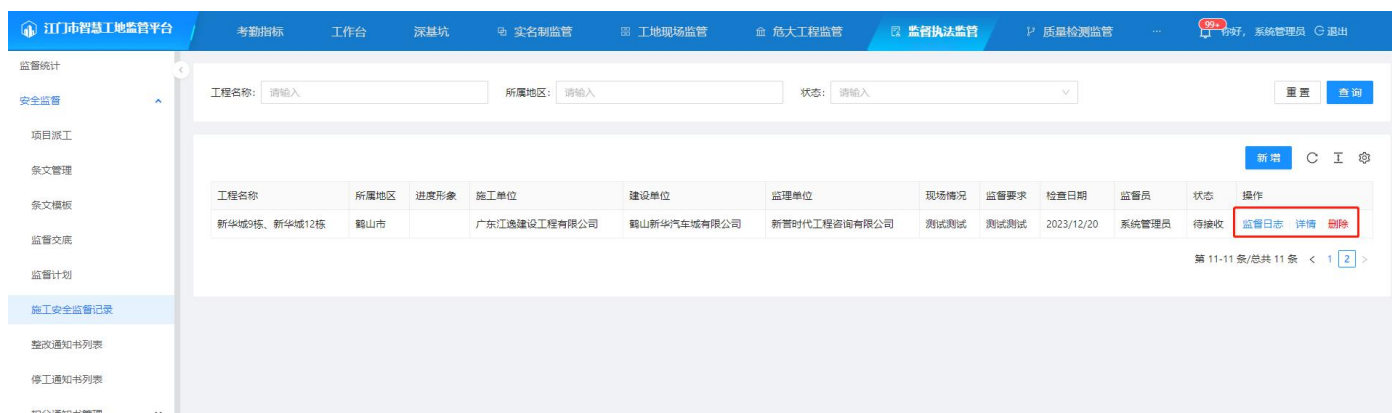 江门市智慧工地监管平台 考勤指标 工作台 深基坑 实名制监管 工地现场监管 危大工程监管 监督执法监管 质量检测监管 ... 99+ 你好，系统管理员 退出
监督统计
安全监督
项目派工
条文管理
条文模板
监督交底
监督计划
施工安全监督记录
整改通知书列表
停工通知书列表
工程名称: 请输入 所属地区: 请输入 状态: 请输入 重置 查询
新增
工程名称 所属地区 进度形象 施工单位 建设单位 监理单位 现场情况 监督要求 检查日期 监督员 状态 操作
新华城9栋、新华城12栋 鹤山市 广东江逸建设工程有限公司 鹤山新华汽车城有限公司 新誉时代工程咨询有限公司 测试测试 测试测试 2023/12/20 系统管理员 待接收 监督日志 详情 删除
第 11-11 条/总共 11 条 < 1 2 >